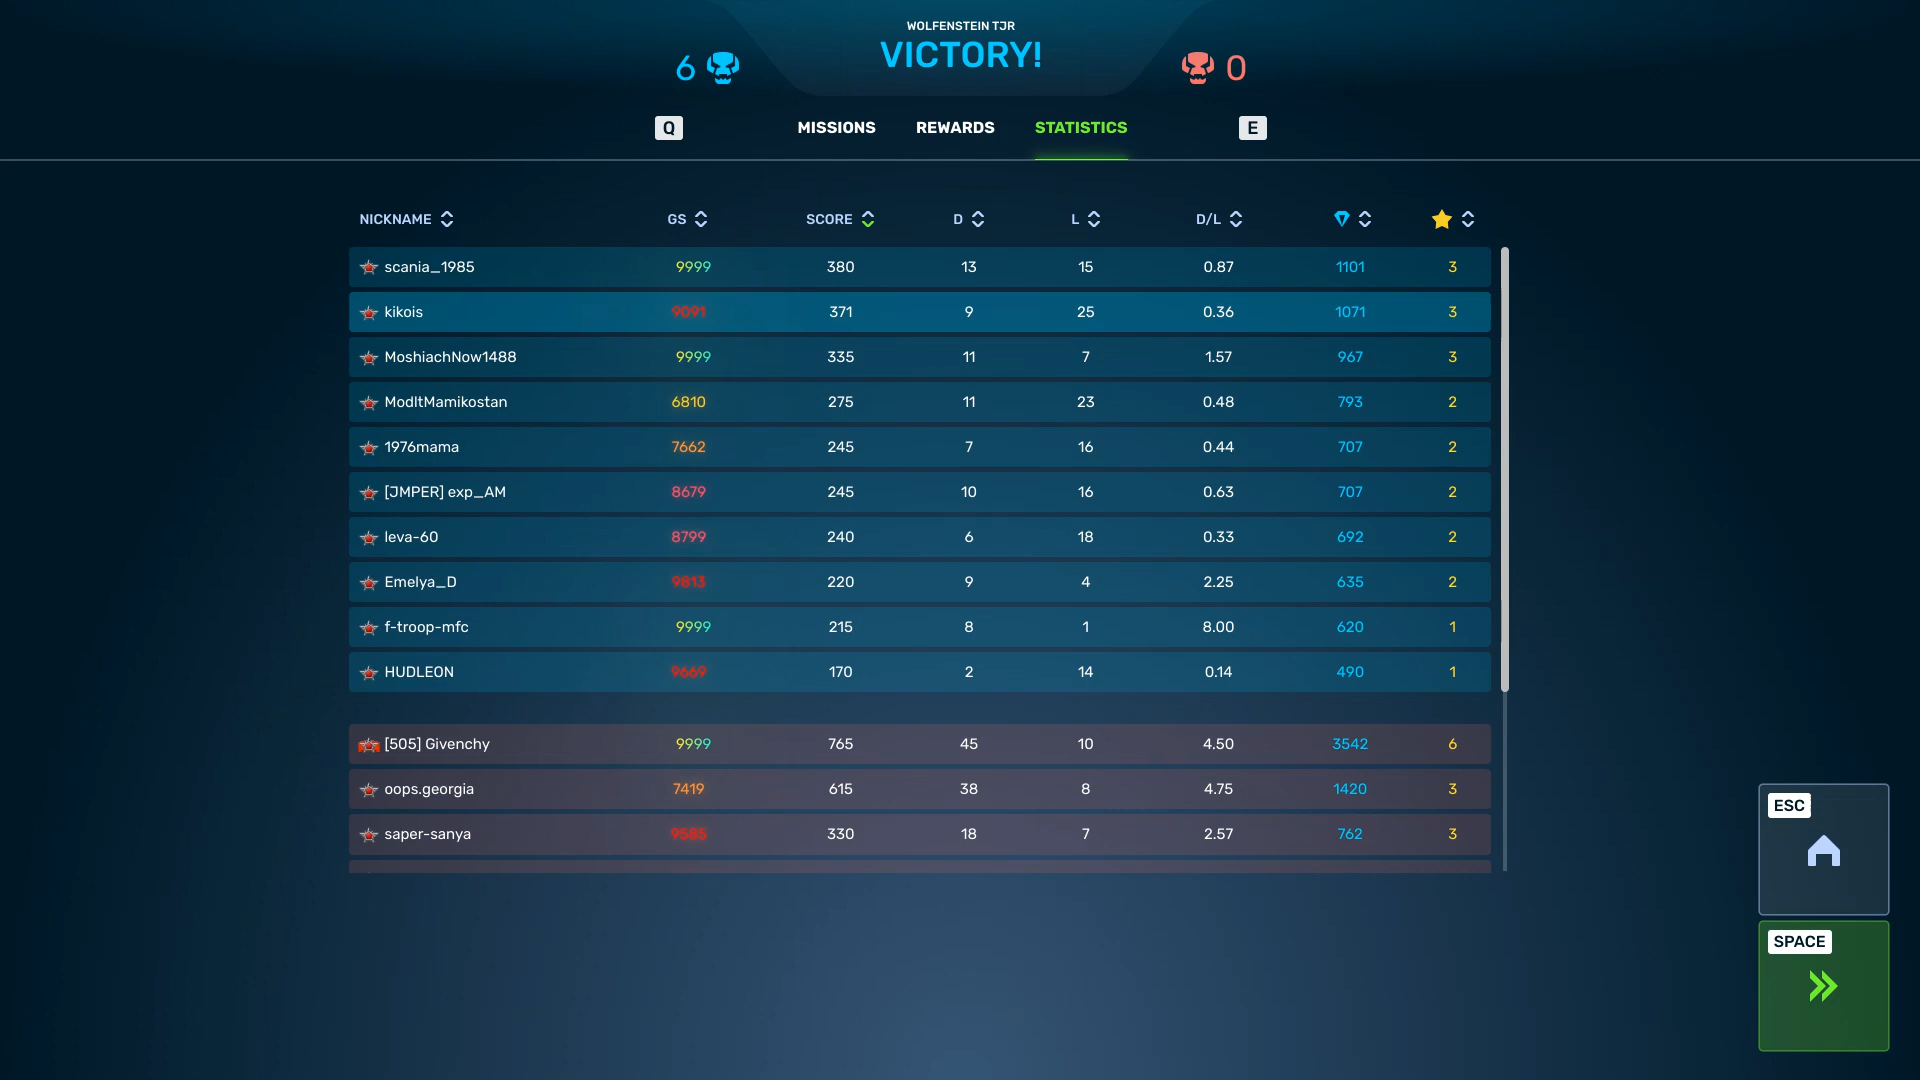 WOLFENSTEIN TJR
VICTORY!
6 0
Q MISSIONS REWARDS STATISTICS E
NICKNAME GS SCORE D L D/L
scania_1985 9999 380 13 15 0.87 1101 3
kikois 9091 371 9 25 0.36 1071 3
MoshiachNow1488 9999 335 11 7 1.57 967 3
ModItMamikostan 6810 275 11 23 0.48 793 2
1976mama 7662 245 7 16 0.44 707 2
[JMPER] exp_AM 8679 245 10 16 0.63 707 2
leva-60 8799 240 6 18 0.33 692 2
Emelya_D 9813 220 9 4 2.25 635 2
f-troop-mfc 9999 215 8 1 8.00 620 1
HUDLEON 9669 170 2 14 0.14 490 1
[505] Givenchy 9999 765 45 10 4.50 3542 6
oops.georgia 7419 615 38 8 4.75 1420 3
saper-sanya 9585 330 18 7 2.57 762 3
ESC
SPACE